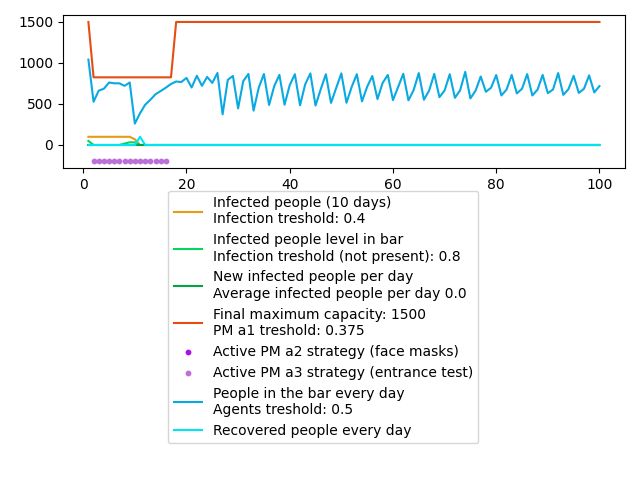 1500
1000
500
0
0 20 40 60 80 100
Infected people (10 days)
Infection treshold: 0.4
Infected people level in bar
Infection treshold (not present): 0.8
New infected people per day
Average infected people per day 0.0
Final maximum capacity: 1500
PM a1 treshold: 0.375
Active PM a2 strategy (face masks)
Active PM a3 strategy (entrance test)
People in the bar every day
Agents treshold: 0.5
Recovered people every day